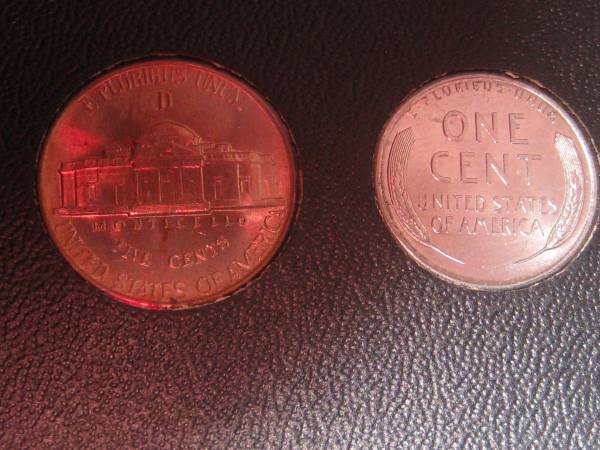 E·PLURIBUS UNUM·
D
MONTICELLO
FIVE CENTS
UNITED STATES OF AMERICA
E·PLURIBUS·UNUM
ONE
CENT
UNITED STATES
OF AMERICA